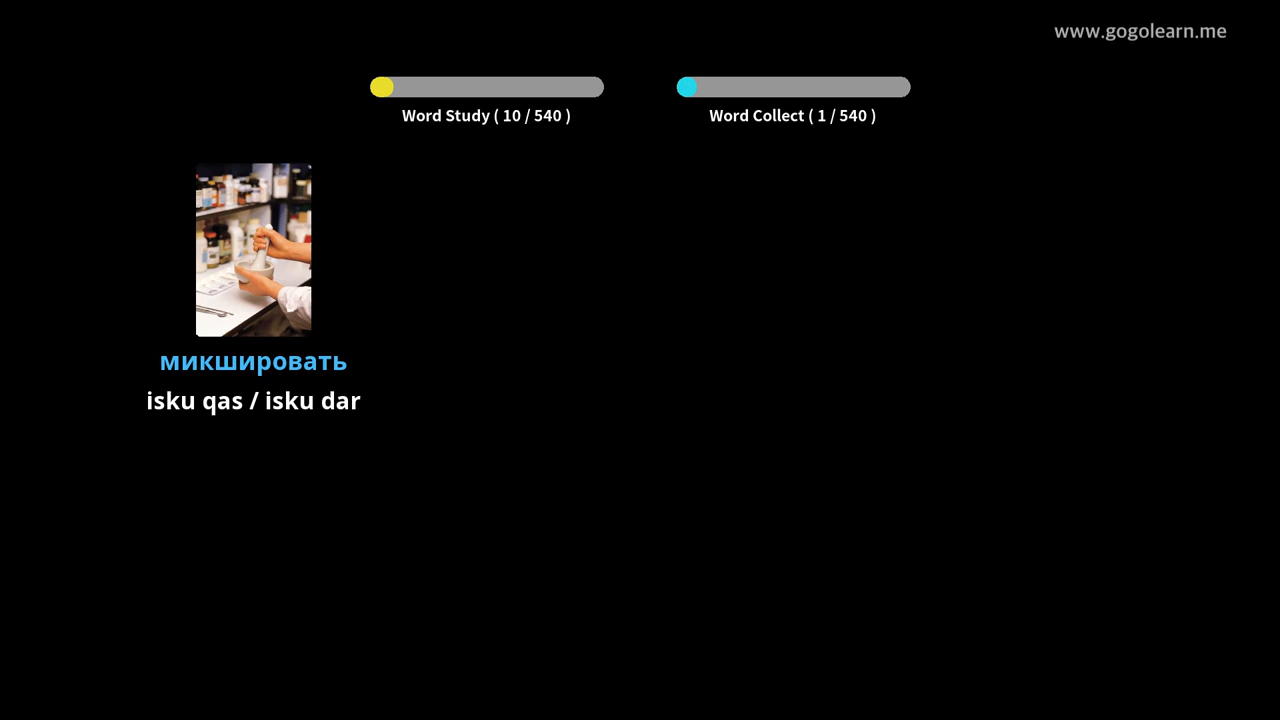 www.gogolearn.me
Word Study ( 10 / 540 )
Word Collect ( 1 / 540 )
микшировать
isku qas / isku dar